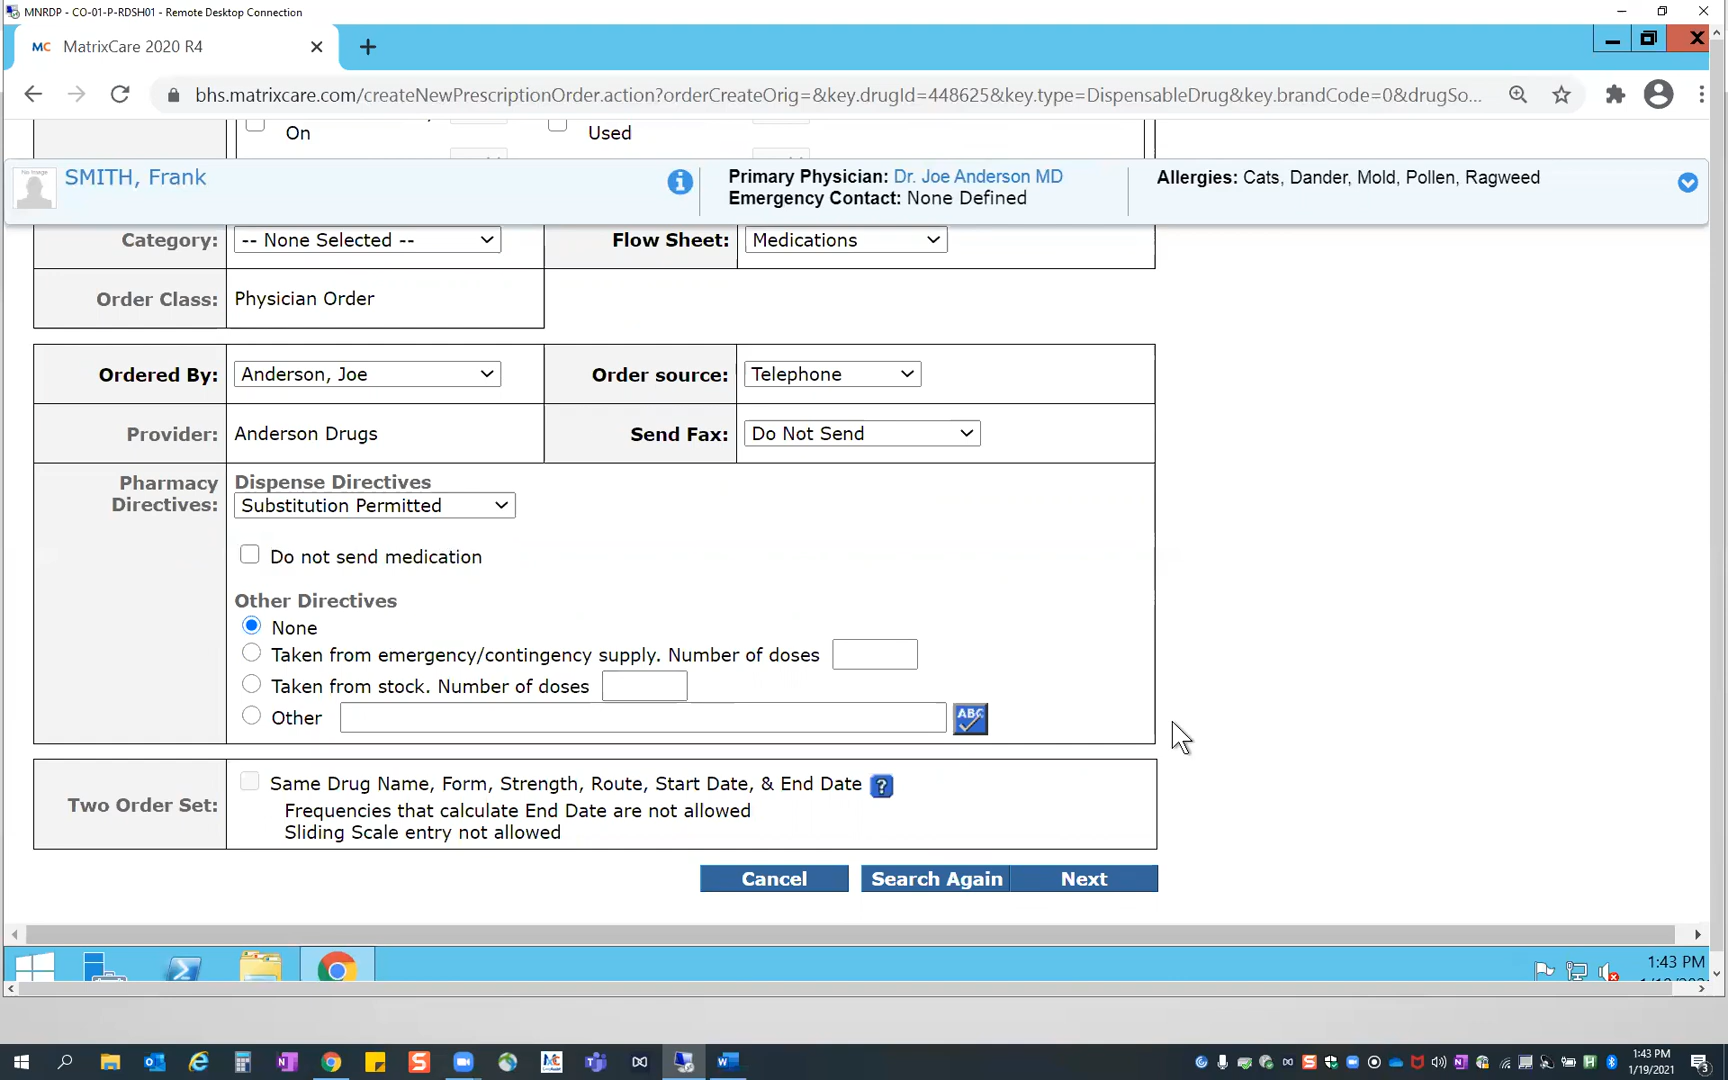 MNRDP - CO-01-P-RDSH01 - Remote Desktop Connection
MC MatrixCare 2020 R4
bhs.matrixcare.com/createNewPrescriptionOrder.action?orderCreateOrig=&key.drugId=448625&key.type=DispensableDrug&key.brandCode=0&drugSo...
On Used
No Image
SMITH, Frank
Primary Physician: Dr. Joe Anderson MD
Emergency Contact: None Defined
Allergies: Cats, Dander, Mold, Pollen, Ragweed
Category: -- None Selected -- Flow Sheet: Medications
Order Class: Physician Order
Ordered By: Anderson, Joe Order source: Telephone
Provider: Anderson Drugs Send Fax: Do Not Send
Pharmacy Directives:
Dispense Directives
Substitution Permitted
Do not send medication
Other Directives
None
Taken from emergency/contingency supply. Number of doses
Taken from stock. Number of doses
Other ABC
Two Order Set:
Same Drug Name, Form, Strength, Route, Start Date, & End Date ?
Frequencies that calculate End Date are not allowed
Sliding Scale entry not allowed
Cancel Search Again Next
1:43 PM
1:43 PM
1/19/2021
3